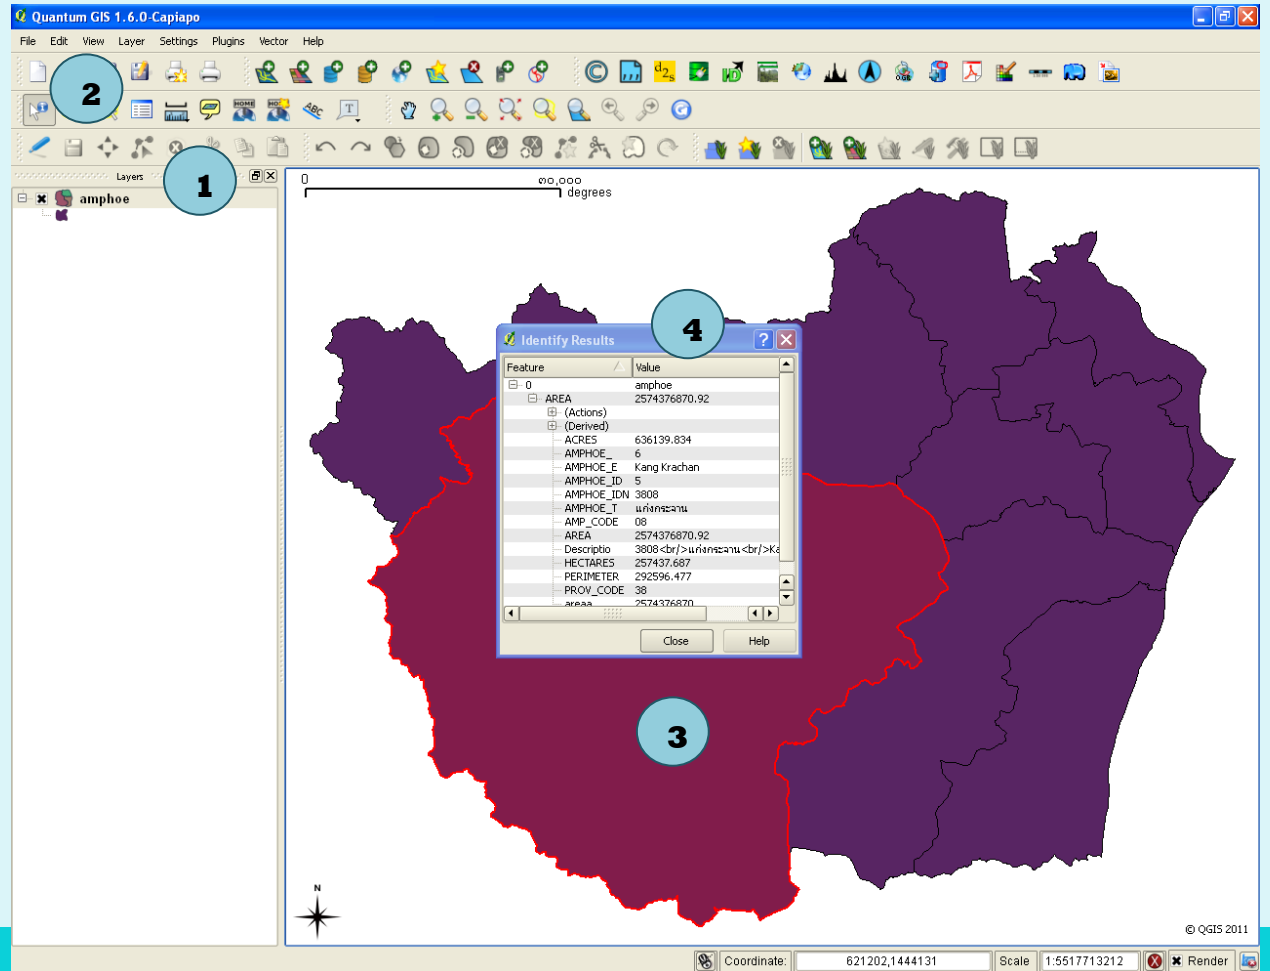 Quantum GIS 1.6.0-Capiapo
File Edit View Layer Settings Plugins Vector Help
2
Layers
1
amphoe
0 ๓๐,๐๐๐
degrees
4
Identify Results
Feature Value
0 amphoe
AREA 2574376870.92
(Actions)
(Derived)
ACRES 636139.834
AMPHOE_ 6
AMPHOE_E Kang Krachan
AMPHOE_ID 5
AMPHOE_IDN 3808
AMPHOE_T แก่งกระจาน
AMP_CODE 08
AREA 2574376870.92
Descriptio 3808<br/>แก่งกระจาน<br/>Ka
HECTARES 257437.687
PERIMETER 292596.477
PROV_CODE 38
areaa 2574376870
Close Help
3
N
© QGIS 2011
Coordinate: 621202,1444131 Scale 1:5517713212 Render